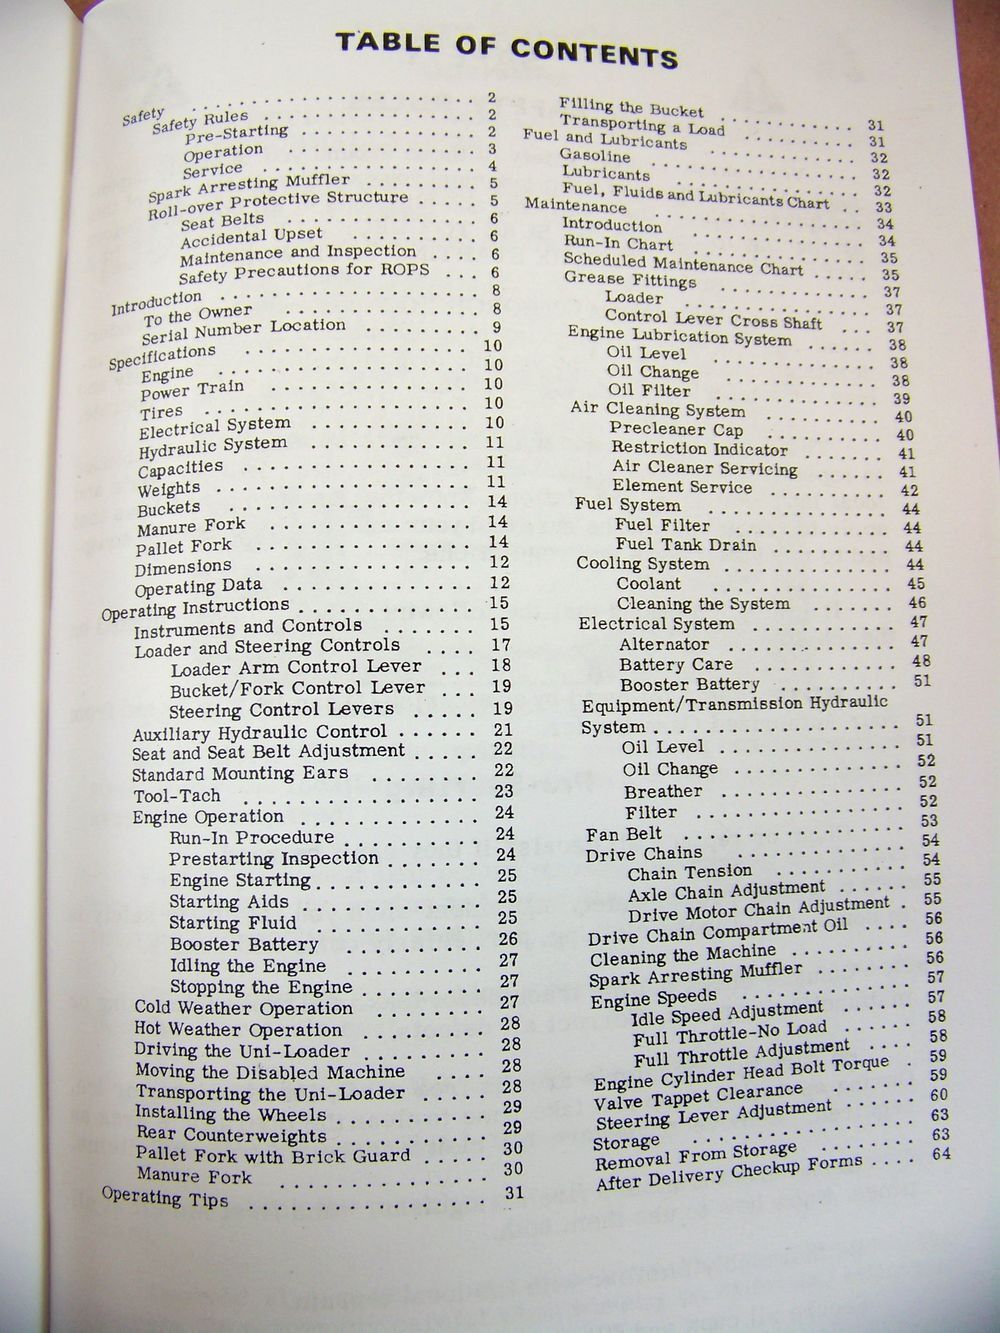 TABLE OF CONTENTS
Safety . . . . . . . . . . . . . . . . . . . . 2
Safety Rules . . . . . . . . . . . . . . . . 2
Pre-Starting . . . . . . . . . . . . . . 2
Operation . . . . . . . . . . . . . . 3
Service . . . . . . . . . . . . . . . . 4
Spark Arresting Muffler . . . . . . . . 5
Roll-over Protective Structure . . . . . 5
Seat Belts . . . . . . . . . . . . . . 6
Accidental Upset . . . . . . . . . . 6
Maintenance and Inspection . . . . 6
Safety Precautions for ROPS . . . 6
Introduction . . . . . . . . . . . . . . . . . . 8
To the Owner . . . . . . . . . . . . . . . 8
Serial Number Location . . . . . . . . 9
Specifications . . . . . . . . . . . . . . . . 10
Engine . . . . . . . . . . . . . . . . . . 10
Power Train . . . . . . . . . . . . . . 10
Tires . . . . . . . . . . . . . . . . . . 10
Electrical System . . . . . . . . . . . 10
Hydraulic System . . . . . . . . . . . 11
Capacities . . . . . . . . . . . . . . . . 11
Weights . . . . . . . . . . . . . . . . . . 11
Buckets . . . . . . . . . . . . . . . . . 14
Manure Fork . . . . . . . . . . . . . . 14
Pallet Fork . . . . . . . . . . . . . . . 14
Dimensions . . . . . . . . . . . . . . . 12
Operating Data . . . . . . . . . . . . . 12
Operating Instructions . . . . . . . . . . . 15
Instruments and Controls . . . . . . . 15
Loader and Steering Controls . . . . 17
Loader Arm Control Lever . . . . 18
Bucket/Fork Control Lever . . . 19
Steering Control Levers . . . . . 19
Auxiliary Hydraulic Control . . . . . . 21
Seat and Seat Belt Adjustment . . . . . 22
Standard Mounting Ears . . . . . . . . 22
Tool-Tach . . . . . . . . . . . . . . . . . 23
Engine Operation . . . . . . . . . . . . . 24
Run-In Procedure . . . . . . . . . . 24
Prestarting Inspection . . . . . . . 24
Engine Starting . . . . . . . . . . . . 25
Starting Aids . . . . . . . . . . . . . 25
Starting Fluid . . . . . . . . . . . . 25
Booster Battery . . . . . . . . . . . 26
Idling the Engine . . . . . . . . . . 27
Stopping the Engine . . . . . . . . . 27
Cold Weather Operation . . . . . . . . 27
Hot Weather Operation . . . . . . . . . 28
Driving the Uni-Loader . . . . . . . . . 28
Moving the Disabled Machine . . . . . 28
Transporting the Uni-Loader . . . . . 28
Installing the Wheels . . . . . . . . . . . 29
Rear Counterweights . . . . . . . . . . . 29
Pallet Fork with Brick Guard . . . . . 30
Manure Fork . . . . . . . . . . . . . . . 30
Operating Tips . . . . . . . . . . . . . . . . . 31
Filling the Bucket . . . . . . . . . . . . 31
Transporting a Load . . . . . . . . . . 31
Fuel and Lubricants . . . . . . . . . . . . . 32
Gasoline . . . . . . . . . . . . . . . . 32
Lubricants . . . . . . . . . . . . . . . 32
Fuel, Fluids and Lubricants Chart . . 33
Maintenance . . . . . . . . . . . . . . . . 34
Introduction . . . . . . . . . . . . . . 34
Run-In Chart . . . . . . . . . . . . . . 35
Scheduled Maintenance Chart . . . . . 35
Grease Fittings . . . . . . . . . . . . . 37
Loader . . . . . . . . . . . . . . . . 37
Control Lever Cross Shaft . . . 37
Engine Lubrication System . . . . . . 38
Oil Level . . . . . . . . . . . . . . 38
Oil Change . . . . . . . . . . . . . 38
Oil Filter . . . . . . . . . . . . . . 39
Air Cleaning System . . . . . . . . . . 40
Precleaner Cap . . . . . . . . . . 40
Restriction Indicator . . . . . . . 41
Air Cleaner Servicing . . . . . . 41
Element Service . . . . . . . . . . 42
Fuel System . . . . . . . . . . . . . . . 44
Fuel Filter . . . . . . . . . . . . . 44
Fuel Tank Drain . . . . . . . . . . 44
Cooling System . . . . . . . . . . . . . 44
Coolant . . . . . . . . . . . . . . . 45
Cleaning the System . . . . . . . 46
Electrical System . . . . . . . . . . . . 47
Alternator . . . . . . . . . . . . . 47
Battery Care . . . . . . . . . . . . 48
Booster Battery . . . . . . . . . . 51
Equipment/Transmission Hydraulic
System . . . . . . . . . . . . . . . . . . . 51
Oil Level . . . . . . . . . . . . . . 51
Oil Change . . . . . . . . . . . . . 52
Breather . . . . . . . . . . . . . . . 52
Filter . . . . . . . . . . . . . . . . 52
Fan Belt . . . . . . . . . . . . . . . . . 53
Drive Chains . . . . . . . . . . . . . . 54
Chain Tension . . . . . . . . . . . 54
Axle Chain Adjustment . . . . . . 55
Drive Motor Chain Adjustment . 55
Drive Chain Compartment Oil . . . . 56
Cleaning the Machine . . . . . . . . . . 56
Spark Arresting Muffler . . . . . . . . 56
Engine Speeds . . . . . . . . . . . . . . 57
Idle Speed Adjustment . . . . . . 57
Full Throttle-No Load . . . . . . 58
Full Throttle Adjustment . . . . 58
Engine Cylinder Head Bolt Torque . 59
Valve Tappet Clearance . . . . . . . . 59
Steering Lever Adjustment . . . . . . 60
Storage . . . . . . . . . . . . . . . . . 63
Removal From Storage . . . . . . . . 63
After Delivery Checkup Forms . . . . 64